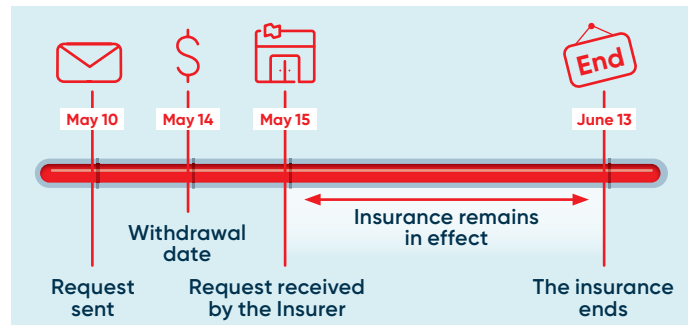 $
End
May 10
May 14
May 15
June 13
Insurance remains
in effect
Withdrawal
date
Request
sent
Request received
by the Insurer
The insurance
ends